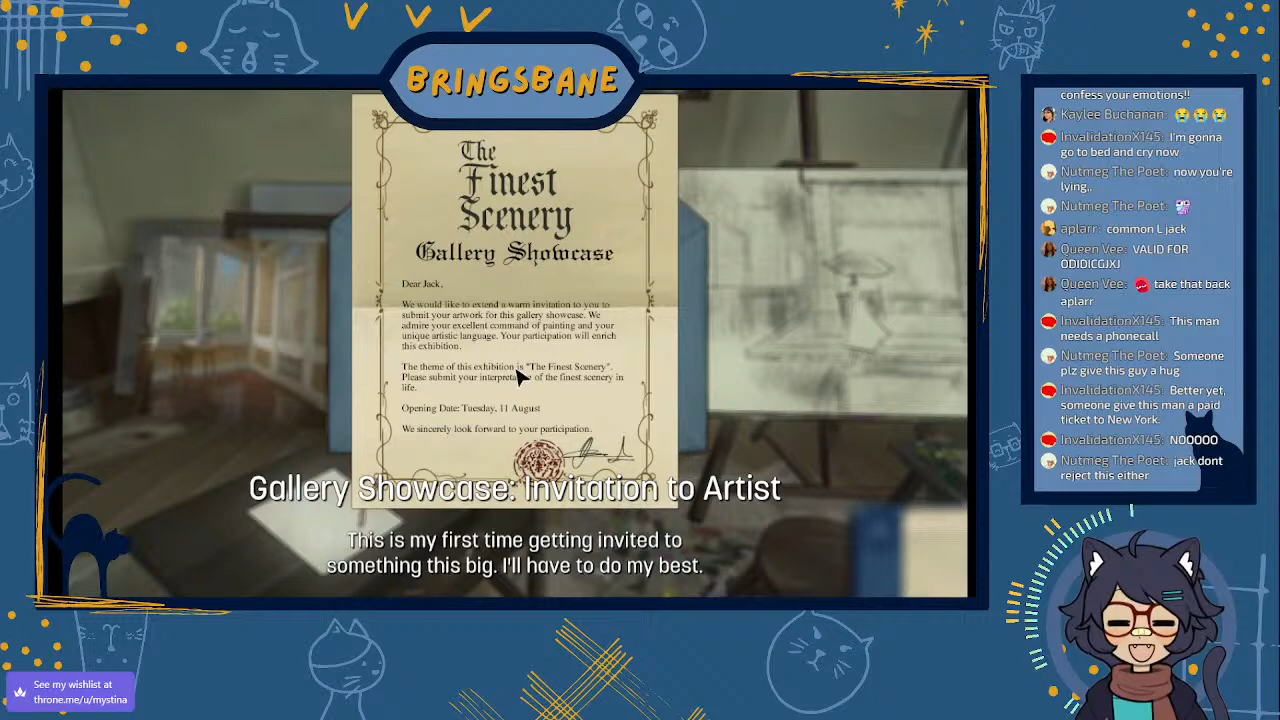 BRINGSBANE
The
Finest
Scenery
Gallery Showcase
Dear Jack,
We would like to extend a warm invitation to you to
submit your artwork for this gallery showcase. We
admire your excellent command of painting and your
unique artistic language. Your participation will enrich
this exhibition.
The theme of this exhibition is "The Finest Scenery".
Please submit your interpretation of the finest scenery in
life.
Opening Date: Tuesday, 11 August
We sincerely look forward to your participation.
Gallery Showcase: Invitation to Artist
This is my first time getting invited to
something this big. I'll have to do my best.
confess your emotions!!
Kaylee Buchanan: 😭 😭 😭
InvalidationX145: I'm gonna
go to bed and cry now
Nutmeg The Poet: now you're
lying,,
Nutmeg The Poet:
aplarr: common L jack
Queen Vee: VALID FOR
ODIDICGJXJ
Queen Vee: take that back
aplarr
InvalidationX145: This man
needs a phonecall
Nutmeg The Poet: Someone
plz give this guy a hug
InvalidationX145: Better yet,
someone give this man a paid
ticket to New York.
InvalidationX145: NOOOOO
Nutmeg The Poet: jack dont
reject this either
See my wishlist at
throne.me/u/mystina